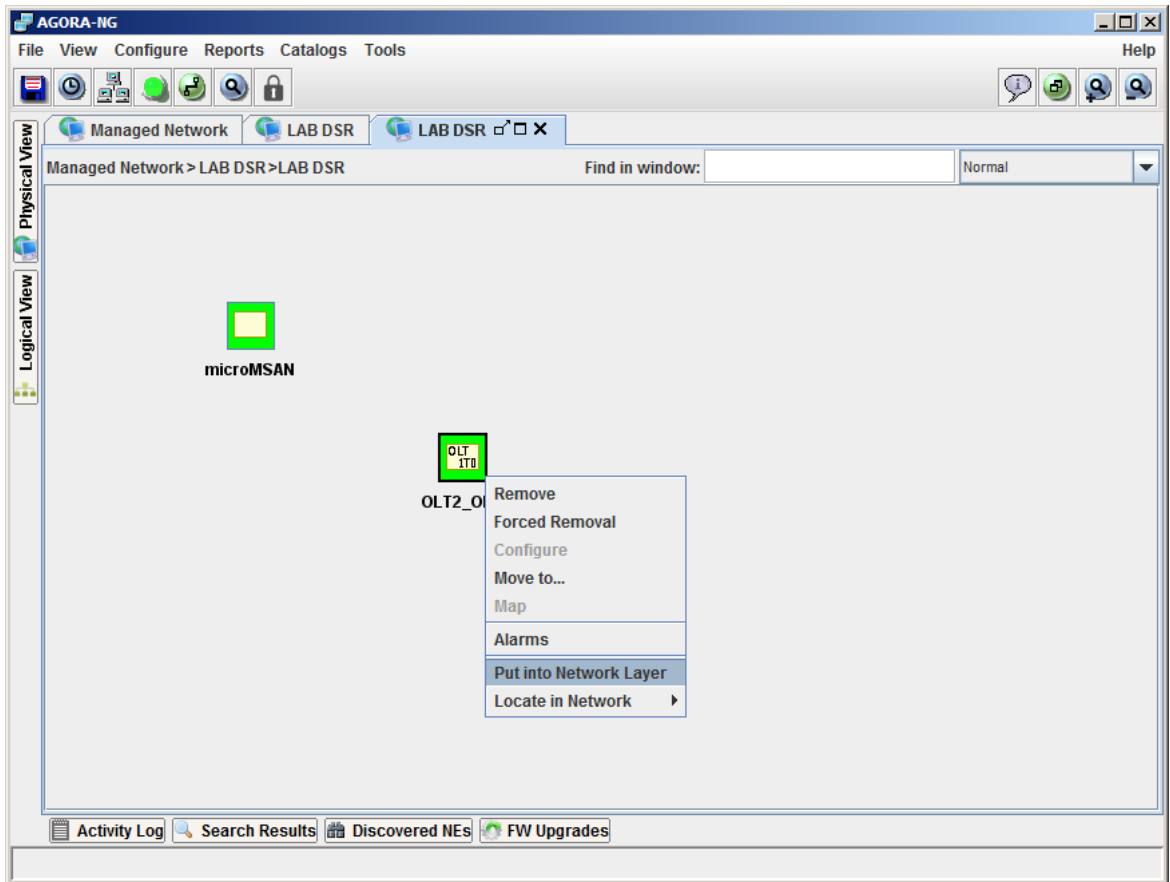 AGORA-NG
File View Configure Reports Catalogs Tools Help
Managed Network LAB DSR LAB DSR
Managed Network > LAB DSR > LAB DSR Find in window: Normal
Physical View
Logical View
microMSAN
OLT
1T0
OLT2_
Remove
Forced Removal
Configure
Move to...
Map
Alarms
Put into Network Layer
Locate in Network
Activity Log Search Results Discovered NEs FW Upgrades